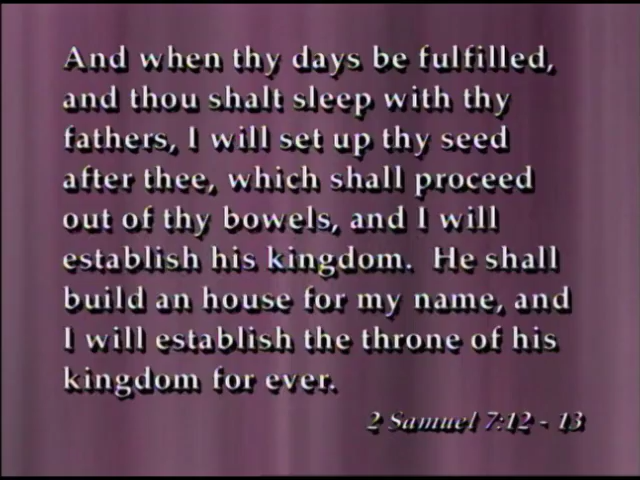 And when thy days be fulfilled,
and thou shalt sleep with thy
fathers, I will set up thy seed
after thee, which shall proceed
out of thy bowels, and I will
establish his kingdom.  He shall
build an house for my name, and
I will establish the throne of his
kingdom for ever.
2 Samuel 7:12 - 13